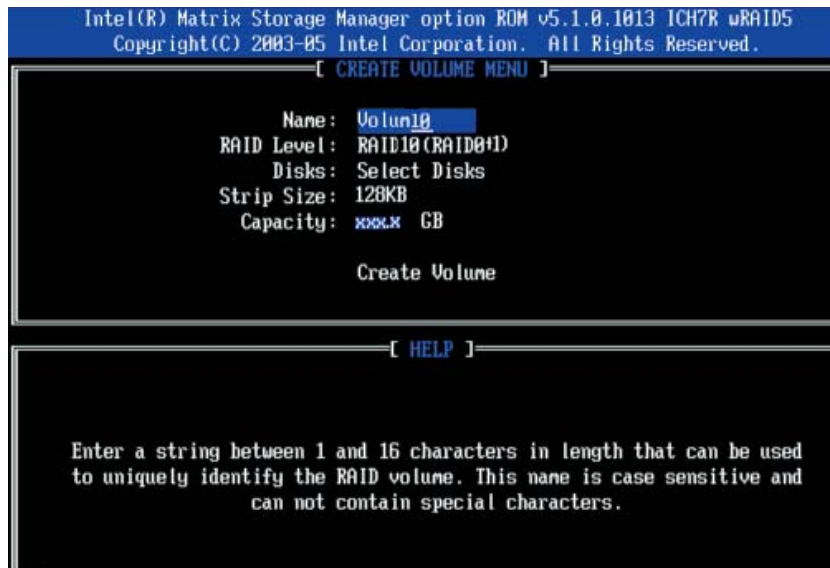 Intel(R) Matrix Storage Manager option ROM v5.1.0.1013 ICH7R wRAID5
Copyright(C) 2003-05 Intel Corporation. All Rights Reserved.
[ CREATE VOLUME MENU ]
Name: Volum10
RAID Level: RAID10(RAID0+1)
Disks: Select Disks
Strip Size: 128KB
Capacity: xxx.x GB
Create Volume
[ HELP ]
Enter a string between 1 and 16 characters in length that can be used
to uniquely identify the RAID volume. This name is case sensitive and
can not contain special characters.